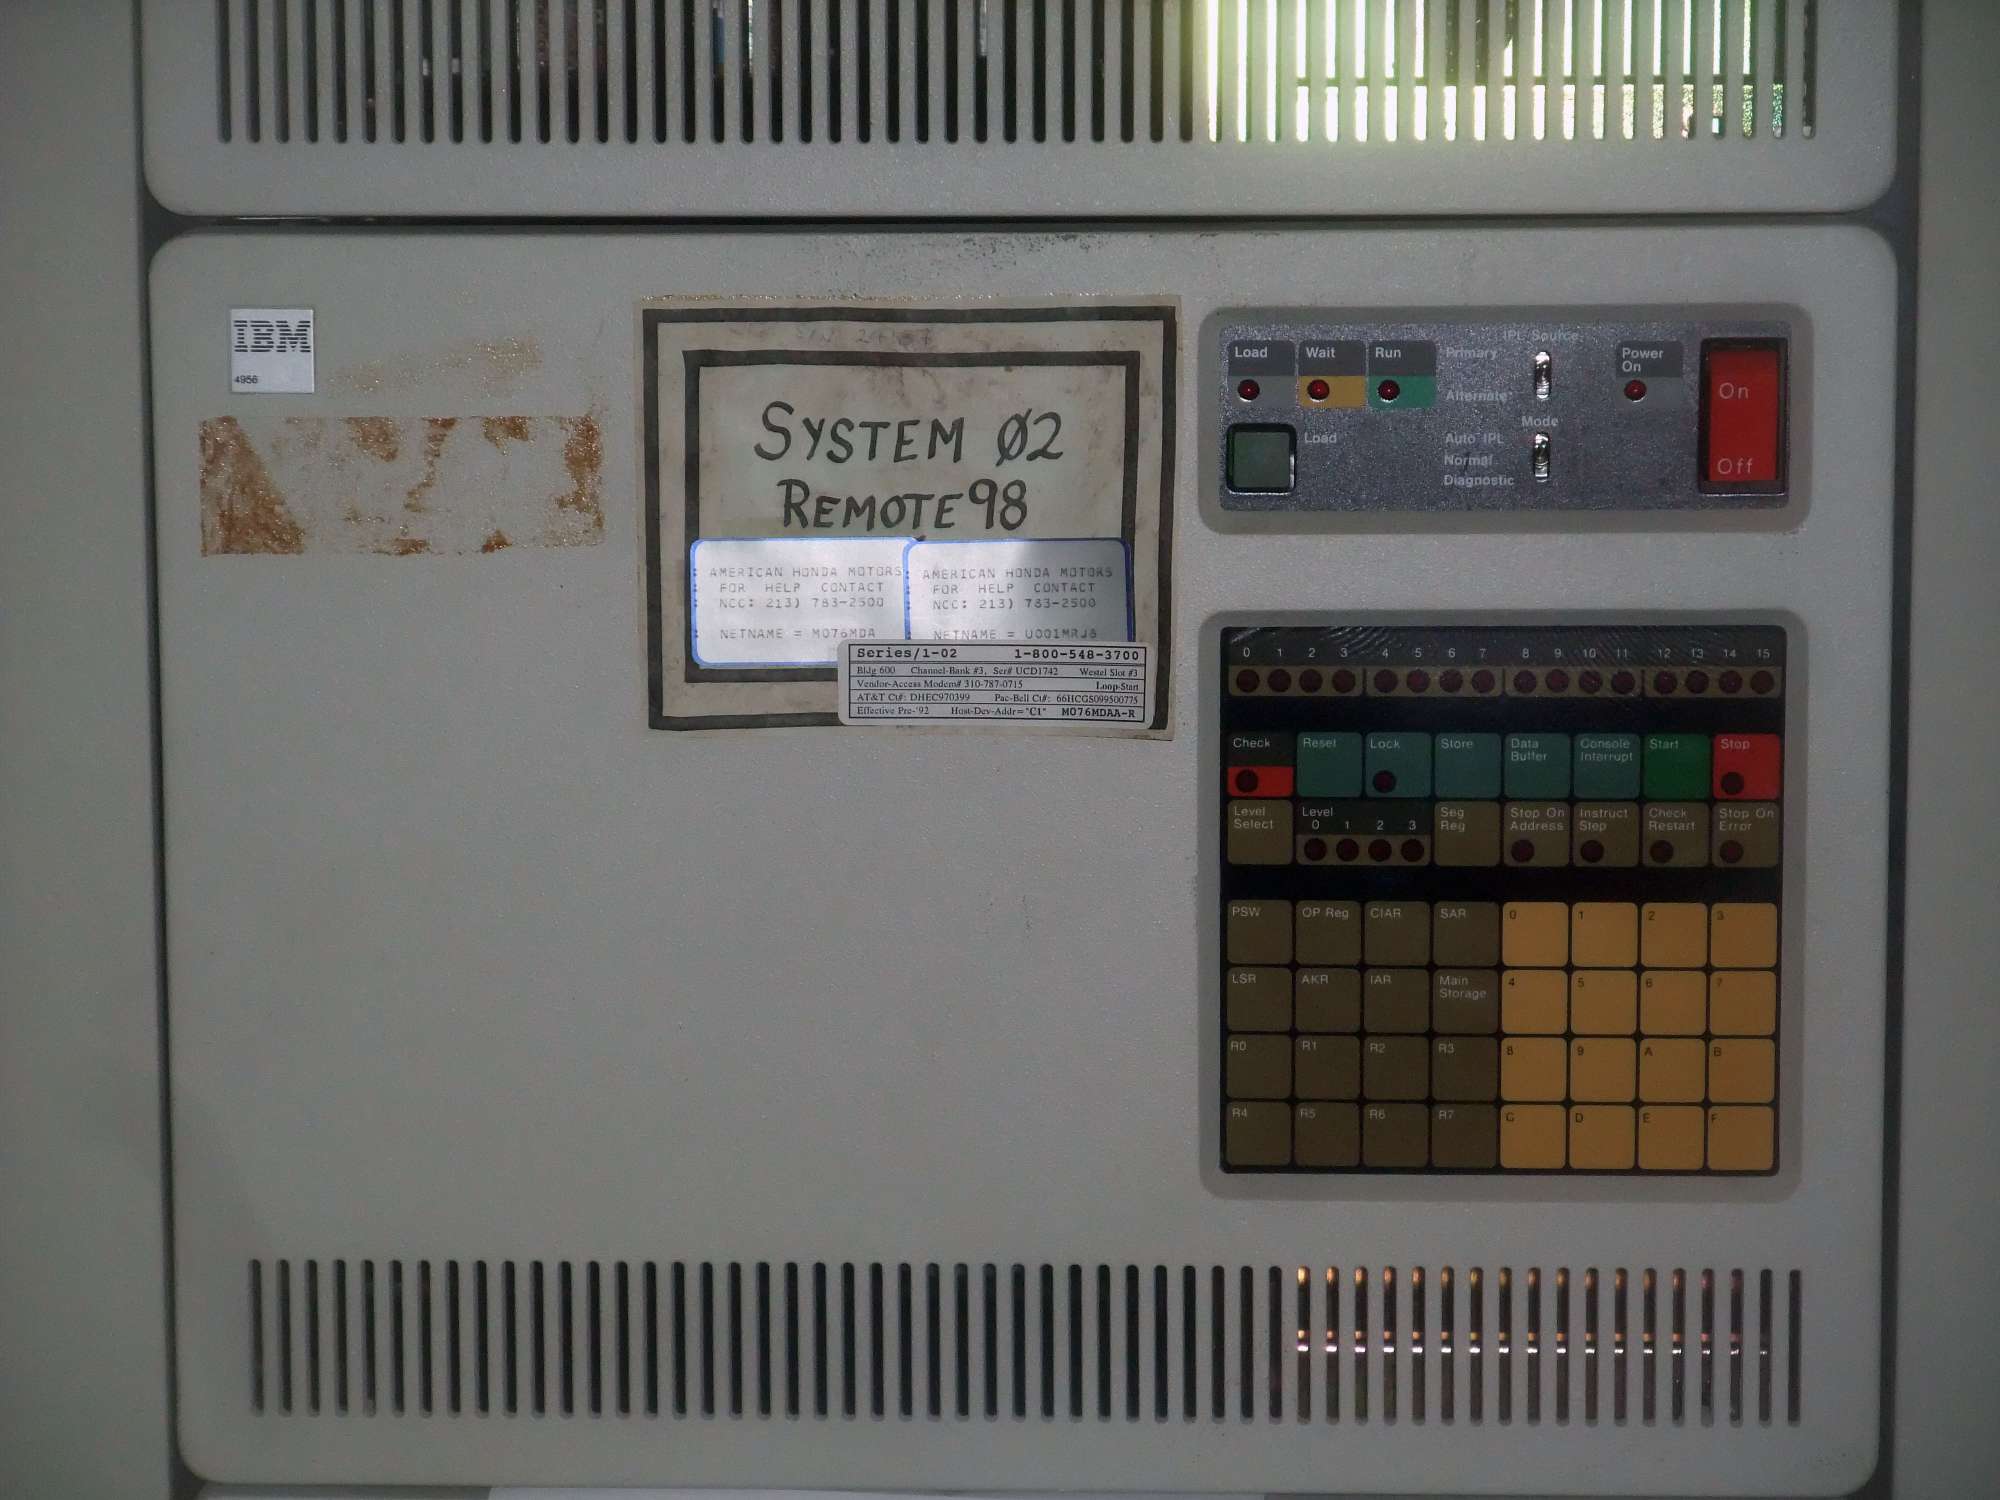 IBM
4956
SYSTEM Ø2
REMOTE 98
AMERICAN HONDA MOTORS
FOR HELP CONTACT
NCC: 213) 783-2500
NETNAME = M076MDA
AMERICAN HONDA MOTORS
FOR HELP CONTACT
NCC: 213) 783-2500
NETNAME = U001MRJ8
Series/1-02 1-800-548-3700
Bldg 600 Channel-Bank #3, Ser# UCD1742 Westel Slot #3
Vendor-Access Modem# 310-787-0715 Loop-Start
AT&T Ct#: DHEC970399 Pac-Bell Ct#: 66HCGS099500775
Effective Pre-'92 Host-Dev-Addr="C1" M076MDAA-R
IPL Source
Load Wait Run Primary Power On
Alternate
On
Mode
Load Auto IPL
Normal
Diagnostic
Off
0 1 2 3 4 5 6 7 8 9 10 11 12 13 14 15
Check Reset Lock Store Data Buffer Console Interrupt Start Stop
Level Select Level 0 1 2 3 Seg Reg Stop On Address Instruct Step Check Restart Stop On Error
PSW OP Reg CIAR SAR 0 1 2 3
LSR AKR IAR Main Storage 4 5 6 7
R0 R1 R2 R3 8 9 A B
R4 R5 R6 R7 C D E F